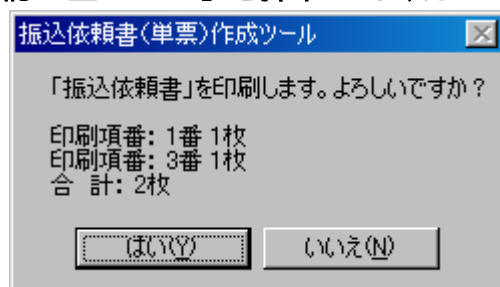 振込依頼書(単票)作成ツール
「振込依頼書」を印刷します。よろしいですか？
印刷項番: 1番 1枚
印刷項番: 3番 1枚
合 計: 2枚
はい(Y) いいえ(N)